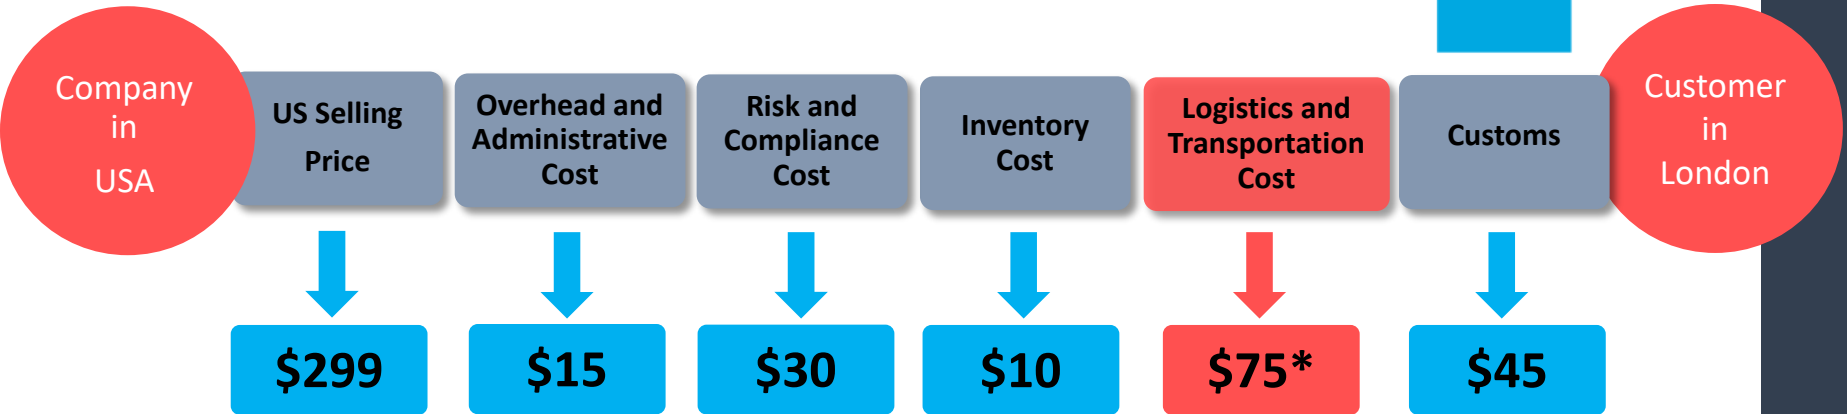 Company
in
USA
US Selling
Price
Overhead and
Administrative
Cost
Risk and
Compliance
Cost
Inventory
Cost
Logistics and
Transportation
Cost
Customs
Customer
in
London
$299
$15
$30
$10
$75*
$45